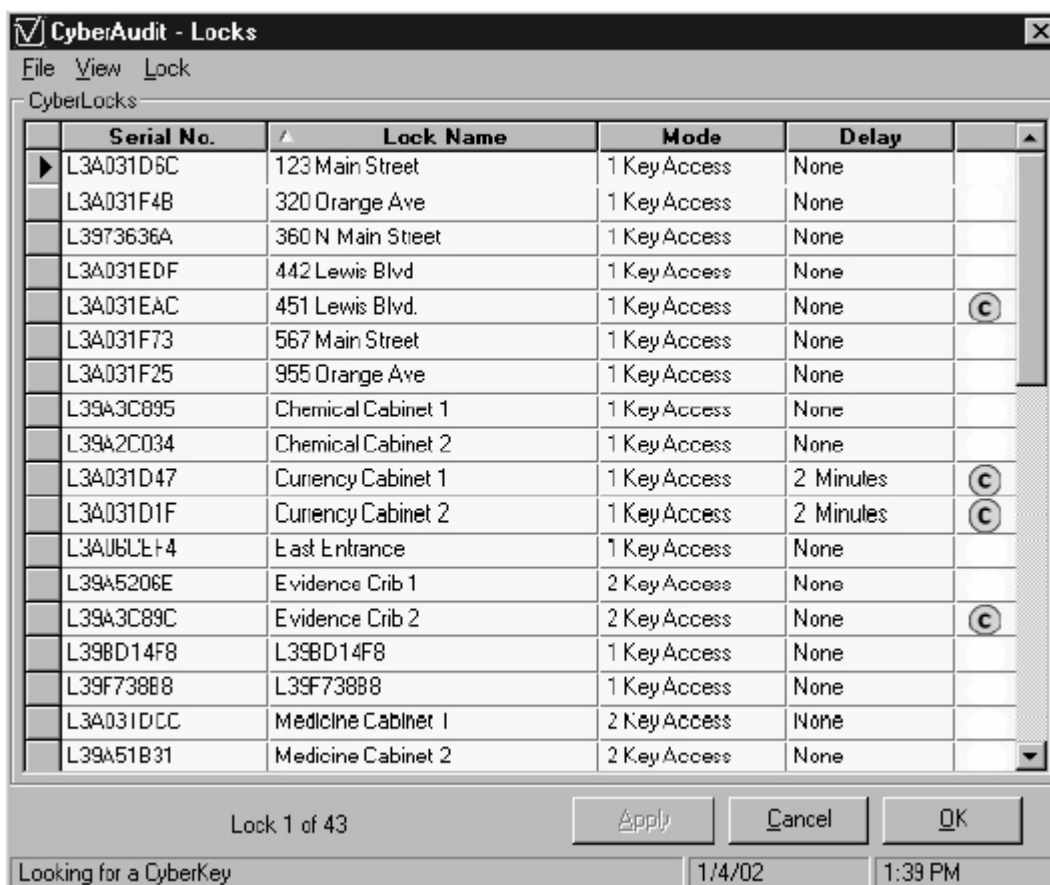 CyberAudit - Locks
File View Lock
CyberLocks
Serial No. Lock Name Mode Delay
L3A031D6C 123 Main Street 1 Key Access None
L3A031F4B 320 Orange Ave 1 Key Access None
L3973636A 360 N Main Street 1 Key Access None
L3A031EDF 442 Lewis Blvd 1 Key Access None
L3A031EAC 451 Lewis Blvd. 1 Key Access None C
L3A031F73 567 Main Street 1 Key Access None
L3A031F25 955 Orange Ave 1 Key Access None
L39A3C895 Chemical Cabinet 1 1 Key Access None
L39A2C034 Chemical Cabinet 2 1 Key Access None
L3A031D47 Currency Cabinet 1 1 Key Access 2 Minutes C
L3A031D1F Currency Cabinet 2 1 Key Access 2 Minutes C
East Entrance 1 Key Access None
L39A5206E Evidence Crib 1 2 Key Access None
L39A3C89C Evidence Crib 2 2 Key Access None C
L39BD14F8 L39BD14F8 1 Key Access None
L39F738B8 L39F738B8 1 Key Access None
Medicine Cabinet 1 2 Key Access None
L39A51B31 Medicine Cabinet 2 2 Key Access None
Lock 1 of 43 Apply Cancel OK
Looking for a CyberKey 1/4/02 1:39 PM